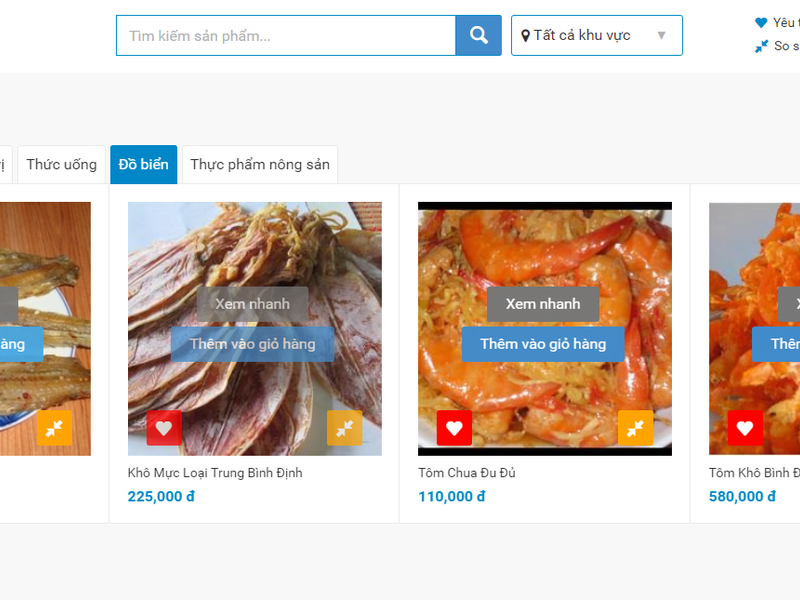 Tìm kiếm sản phẩm...
Tất cả khu vực
Yêu
So s
Thức uống
Đồ biển
Thực phẩm nông sản
Xem nhanh
Xem nhanh
àng
Thêm vào giỏ hàng
Thêm vào giỏ hàng
Khô Mực Loại Trung Bình Định
Tôm Chua Đu Đủ
Tôm Khô Bình
225,000 đ
110,000 đ
580,000 đ